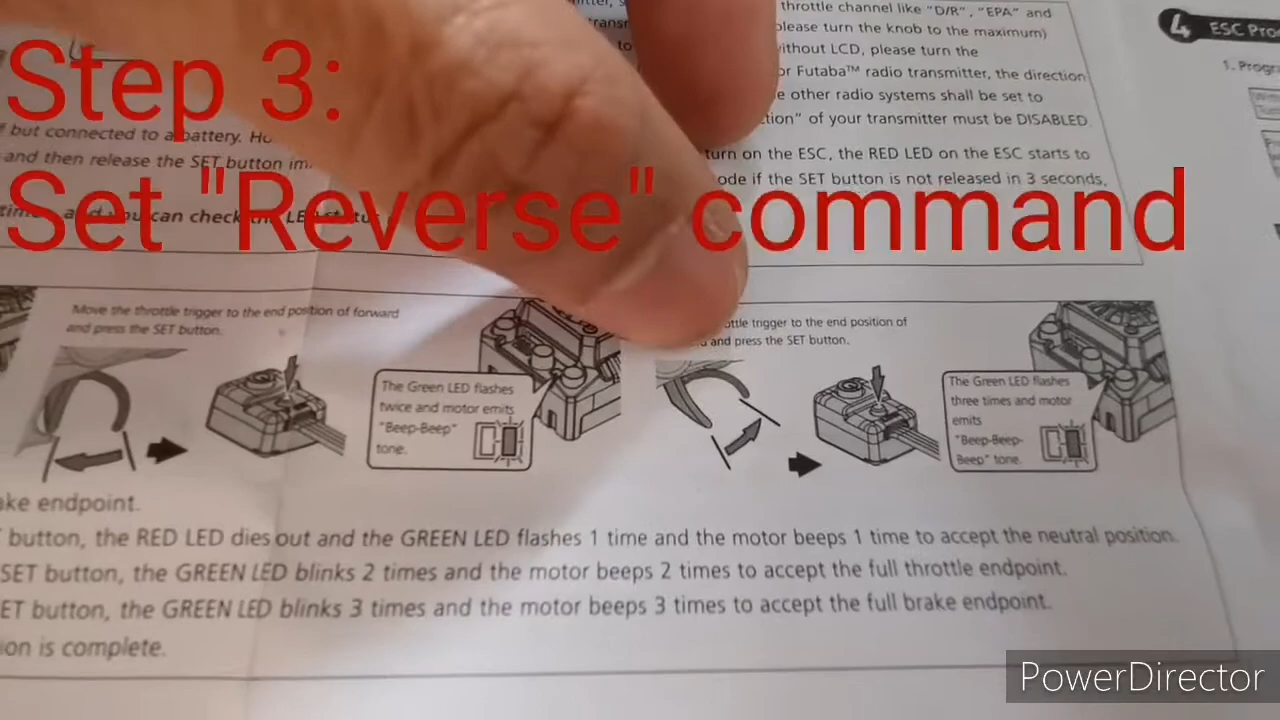 throttle channel like "D/R", "EPA" and
please turn the knob to the maximum)
without LCD, please turn the
or Futaba™ radio transmitter, the direction
other radio systems shall be set to
of your transmitter must be DISABLED
4 ESC
1.
Step 3:
but connected to a battery.
and then release the SET button
turn on the ESC, the RED LED on the ESC starts to
if the SET button is not released in 3 seconds,
Set "Reverse" command
can check
Move the throttle trigger to the end position of forward
and press the SET button.
The Green LED flashes
twice and motor emits
"Beep-Beep"
tone.
trigger to the end position of
and press the SET button.
The Green LED flashes
three times and motor
emits
"Beep-Beep-
Beep" tone.
endpoint.
button, the RED LED dies out and the GREEN LED flashes 1 time and the motor beeps 1 time to accept the neutral position.
SET button, the GREEN LED blinks 2 times and the motor beeps 2 times to accept the full throttle endpoint.
button, the GREEN LED blinks 3 times and the motor beeps 3 times to accept the full brake endpoint.
is complete.
PowerDirector